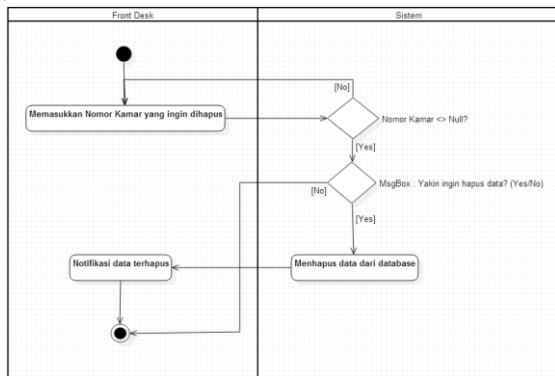 Front Desk
Sistem
[No]
Memasukkan Nomor Kamar yang ingin dihapus
Nomor Kamar <> Null?
[Yes]
[No]
MsgBox : Yakin ingin hapus data? (Yes/No)
[Yes]
Notifikasi data terhapus
Menhapus data dari database